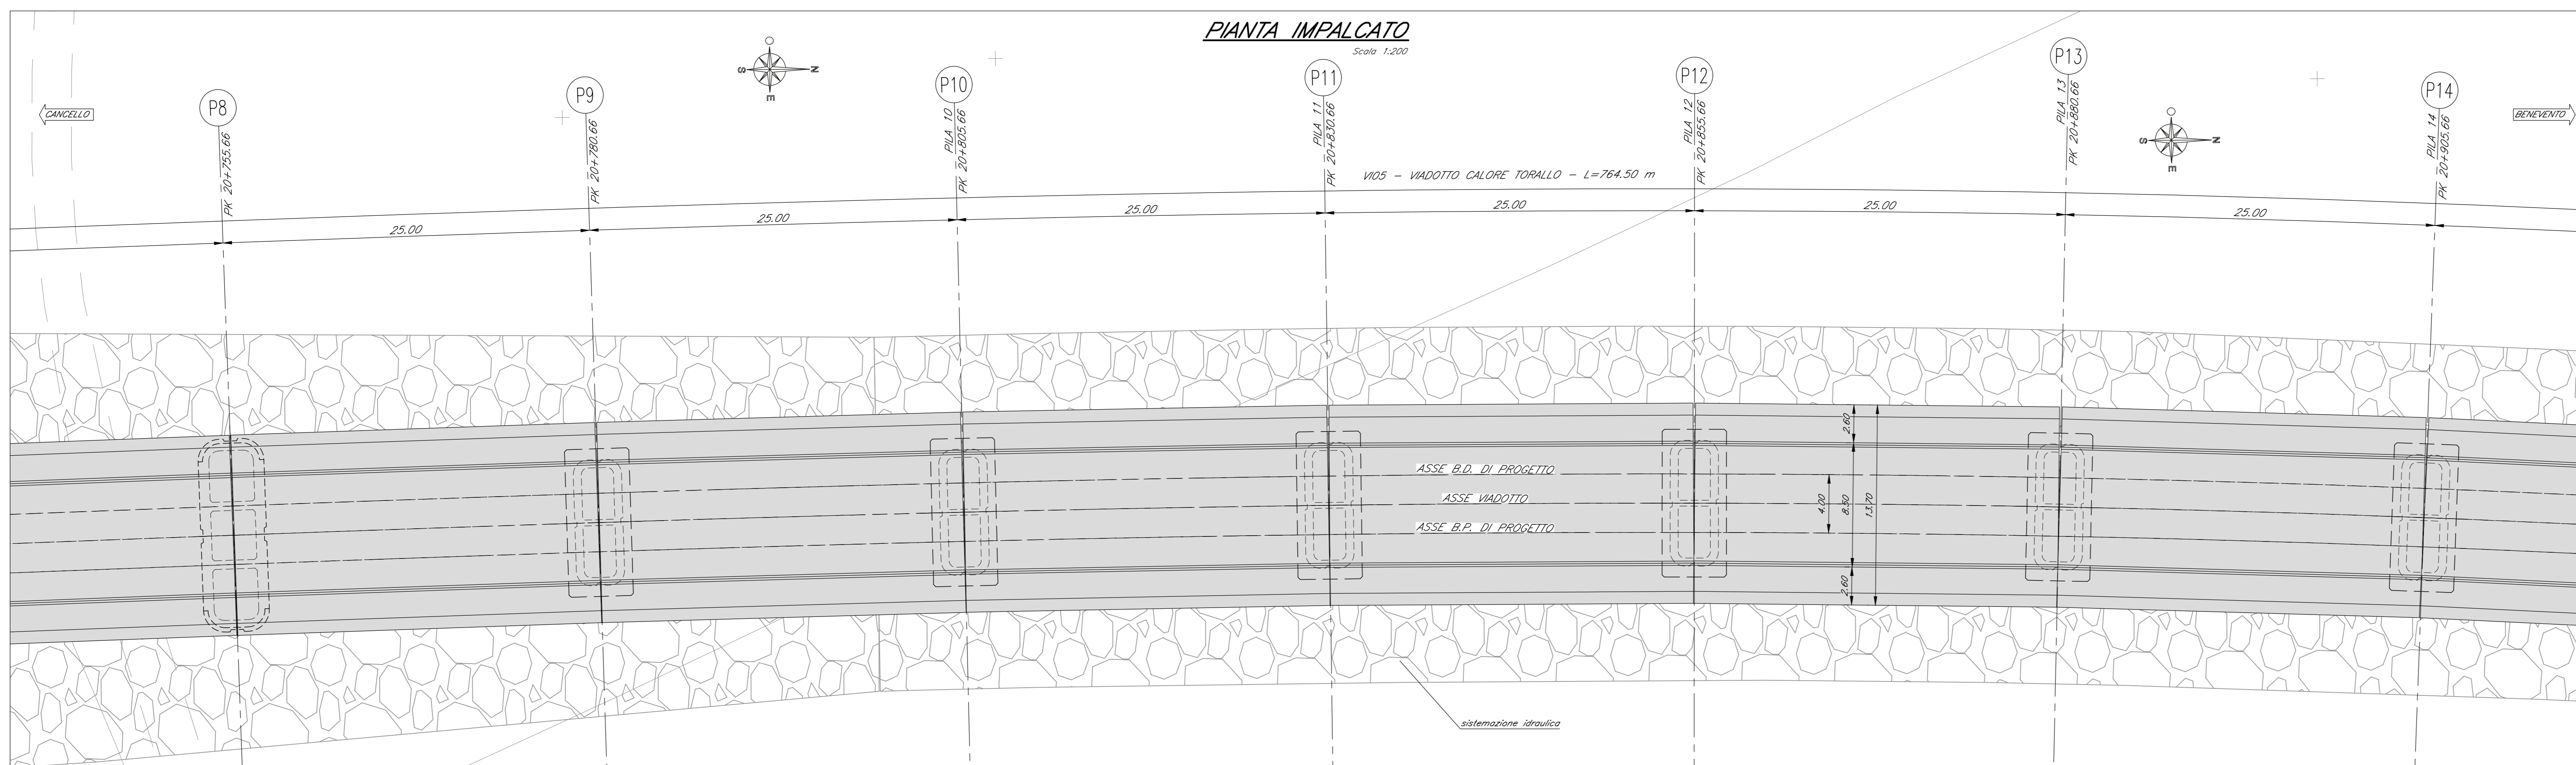 PIANTA IMPALCATO
Scala 1:200
CANCELLO
BENEVENTO
O
S
N
E
O
S
N
E
P8
PK 20+755.66
P9
PK 20+780.66
P10
PILA 10
PK 20+805.66
P11
PILA 11
PK 20+830.66
P12
PILA 12
PK 20+855.66
P13
PILA 13
PK 20+880.66
P14
PILA 14
PK 20+905.66
VI05 - VIADOTTO CALORE TORALLO - L=764.50 m
25.00
25.00
25.00
25.00
25.00
25.00
ASSE B.D. DI PROGETTO
ASSE VIADOTTO
ASSE B.P. DI PROGETTO
2.60
4.00
8.50
13.70
2.60
sistemazione idraulica